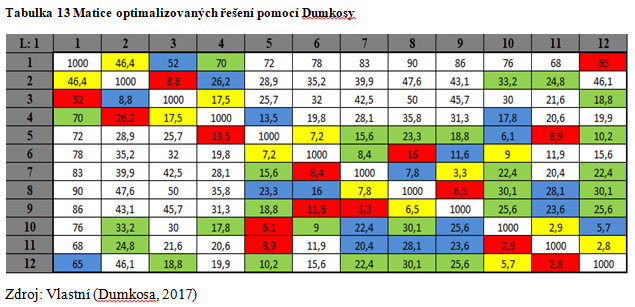 Tabulka 13 Matice optimalizovaných řešení pomocí Dumkosy
L: 1 1 2 3 4 5 6 7 8 9 10 11 12
1 1000 46,4 52 70 72 78 83 90 86 76 68 65
2 46,4 1000 8,8 26,2 28,9 35,2 39,9 47,6 43,1 33,2 24,8 46,1
3 52 8,8 1000 17,5 25,7 32 42,5 50 45,7 30 21,6 18,8
4 70 26,2 17,5 1000 13,5 19,8 28,1 35,8 31,3 17,8 20,6 19,9
5 72 28,9 25,7 13,5 1000 7,2 15,6 23,3 18,8 6,1 8,9 10,2
6 78 35,2 32 19,8 7,2 1000 8,4 16 11,6 9 11,9 15,6
7 83 39,9 42,5 28,1 15,6 8,4 1000 7,8 3,3 22,4 20,4 22,4
8 90 47,6 50 35,8 23,3 16 7,8 1000 6,5 30,1 28,1 30,1
9 86 43,1 45,7 31,3 18,8 11,6 3,3 6,5 1000 25,6 23,6 25,6
10 76 33,2 30 17,8 6,1 9 22,4 30,1 25,6 1000 2,9 5,7
11 68 24,8 21,6 20,6 8,9 11,9 20,4 28,1 23,6 2,9 1000 2,8
12 65 46,1 18,8 19,9 10,2 15,6 22,4 30,1 25,6 5,7 2,8 1000
Zdroj: Vlastní (Dumkosa, 2017)